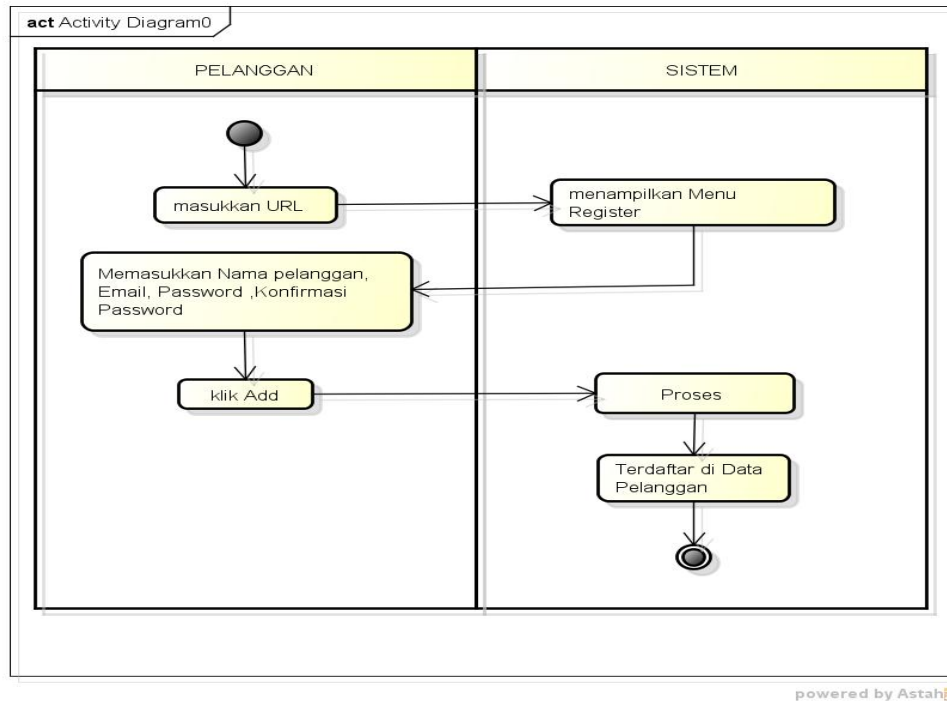 act Activity Diagram0
PELANGGAN
SISTEM
masukkan URL
menampilkan Menu
Register
Memasukkan Nama pelanggan,
Email, Password ,Konfirmasi
Password
klik Add
Proses
Terdaftar di Data
Pelanggan
powered by Astah